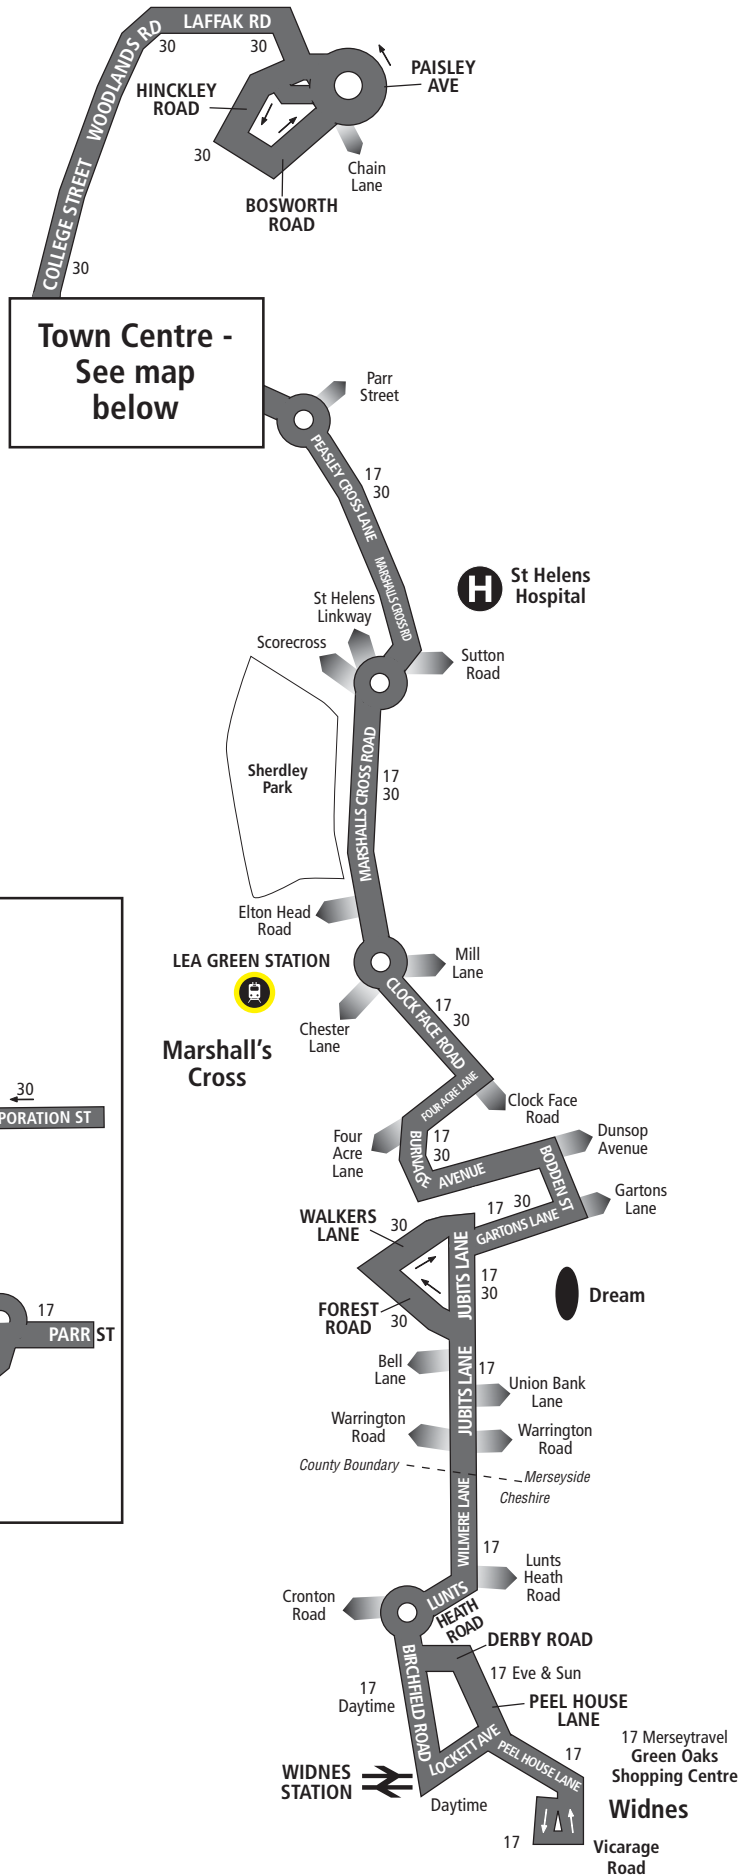 LAFFAK RD
WOODLANDS RD
30
30
PAISLEY
AVE
HINCKLEY
ROAD
30
Chain
Lane
BOSWORTH
ROAD
COLLEGE STREET
30
Town Centre -
See map
below
Parr
Street
PEASLEY CROSS LANE
17
30
MARSHALLS CROSS RD
H
St Helens
Hospital
St Helens
Linkway
Scorecross
Sutton
Road
Sherdley
Park
MARSHALLS CROSS ROAD
17
30
Elton Head
Road
LEA GREEN STATION
Mill
Lane
Chester
Lane
CLOCK FACE ROAD
17
30
Marshall's
Cross
30
PORATION ST
FOUR ACRE LANE
Clock Face
Road
Four
Acre
Lane
BURNAGE
AVENUE
17
30
Dunsop
Avenue
BODDEN ST
Gartons
Lane
17 30
GARTONS LANE
WALKERS
LANE
30
JUBITS LANE
17
30
Dream
FOREST
ROAD
30
17
PARR ST
Bell
Lane
JUBITS LANE
17
Union Bank
Lane
Warrington
Road
Warrington
Road
County Boundary
Merseyside
Cheshire
WILMERE LANE
17
Lunts
Heath
Road
Cronton
Road
LUNTS
HEATH
ROAD
DERBY ROAD
17 Eve & Sun
BIRCHFIELD ROAD
17
Daytime
PEEL HOUSE
LANE
LOCKETT AVE
PEEL HOUSE LANE
17
17 Merseytravel
Green Oaks
Shopping Centre
WIDNES
STATION
Daytime
Widnes
17
Vicarage
Road